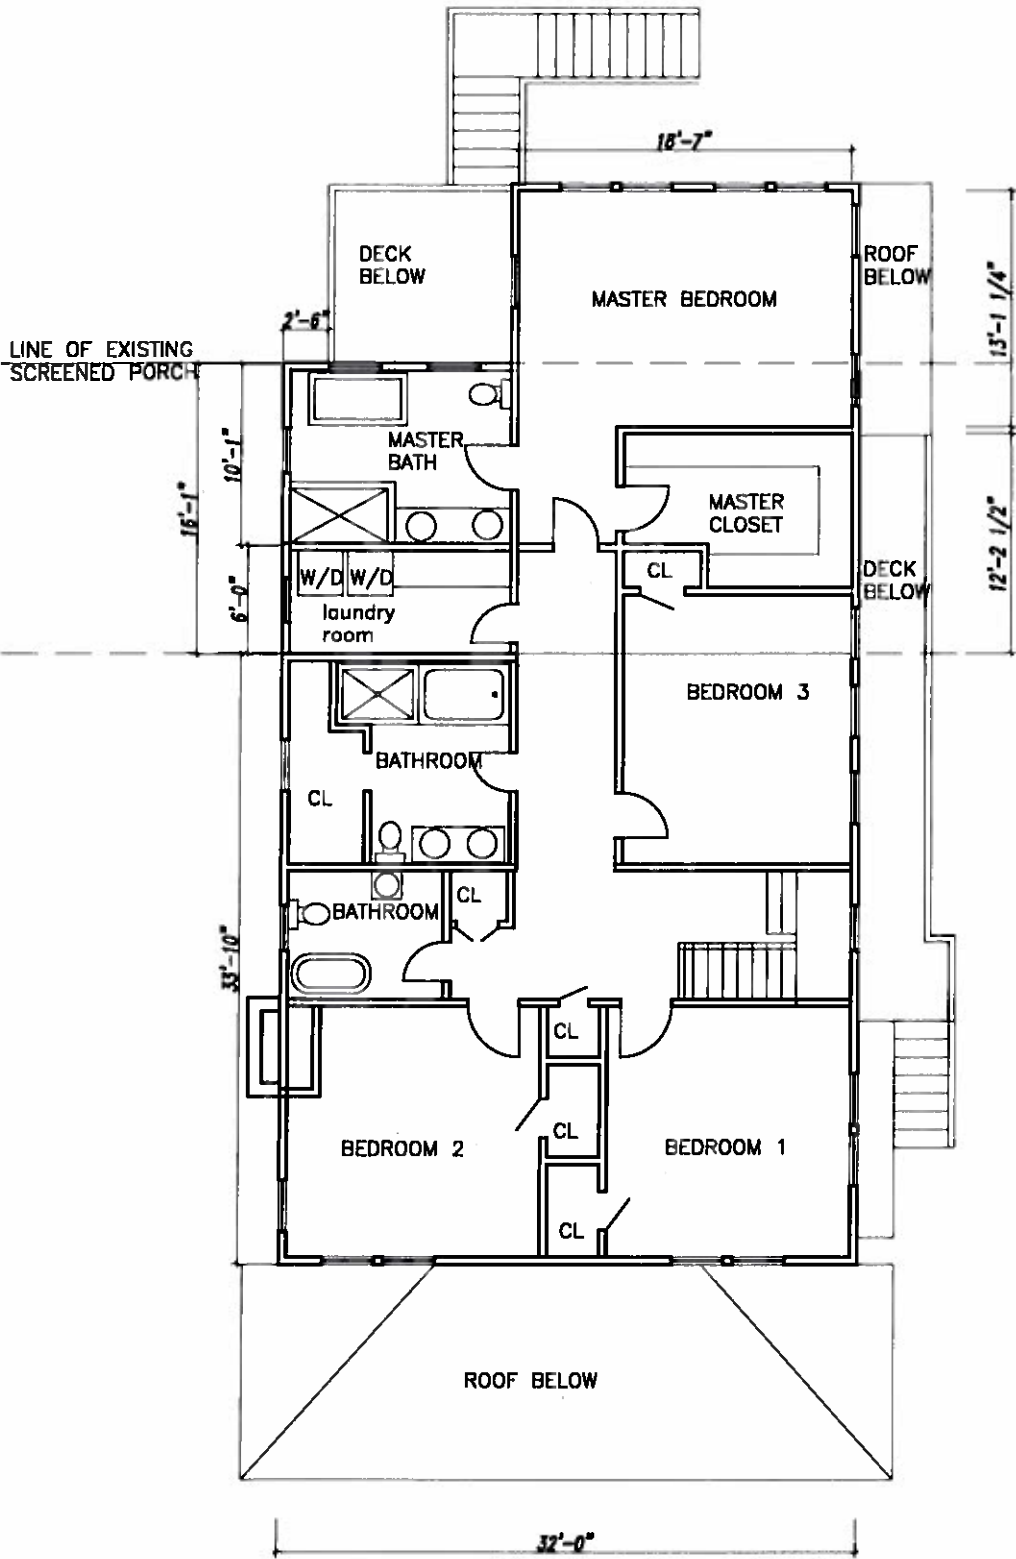 18'-7"
DECK
BELOW
ROOF
BELOW
MASTER BEDROOM
13'-1 1/4"
2'-6"
LINE OF EXISTING
SCREENED PORCH
MASTER
BATH
10'-1"
16'-1"
MASTER
CLOSET
12'-2 1/2"
CL
DECK
BELOW
W/D W/D
6'-0"
laundry
room
BEDROOM 3
BATHROOM
CL
CL
BATHROOM
33'-10"
CL
CL
BEDROOM 2
BEDROOM 1
CL
ROOF BELOW
32'-0"